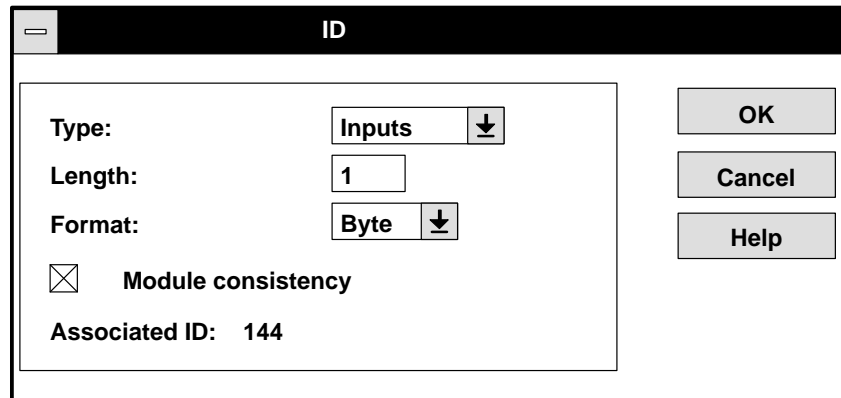 ID
Type: Inputs
Length: 1
Format: Byte
Module consistency
Associated ID: 144
OK
Cancel
Help